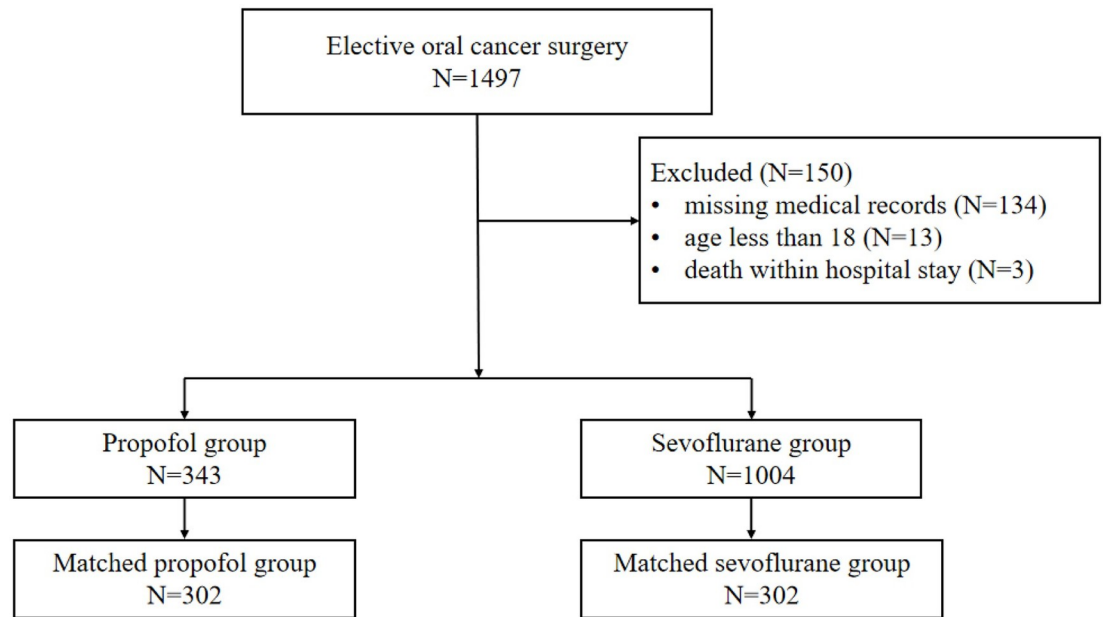 Elective oral cancer surgery
N=1497
Excluded (N=150)
• missing medical records (N=134)
• age less than 18 (N=13)
• death within hospital stay (N=3)
Propofol group
N=343
Sevoflurane group
N=1004
Matched propofol group
N=302
Matched sevoflurane group
N=302